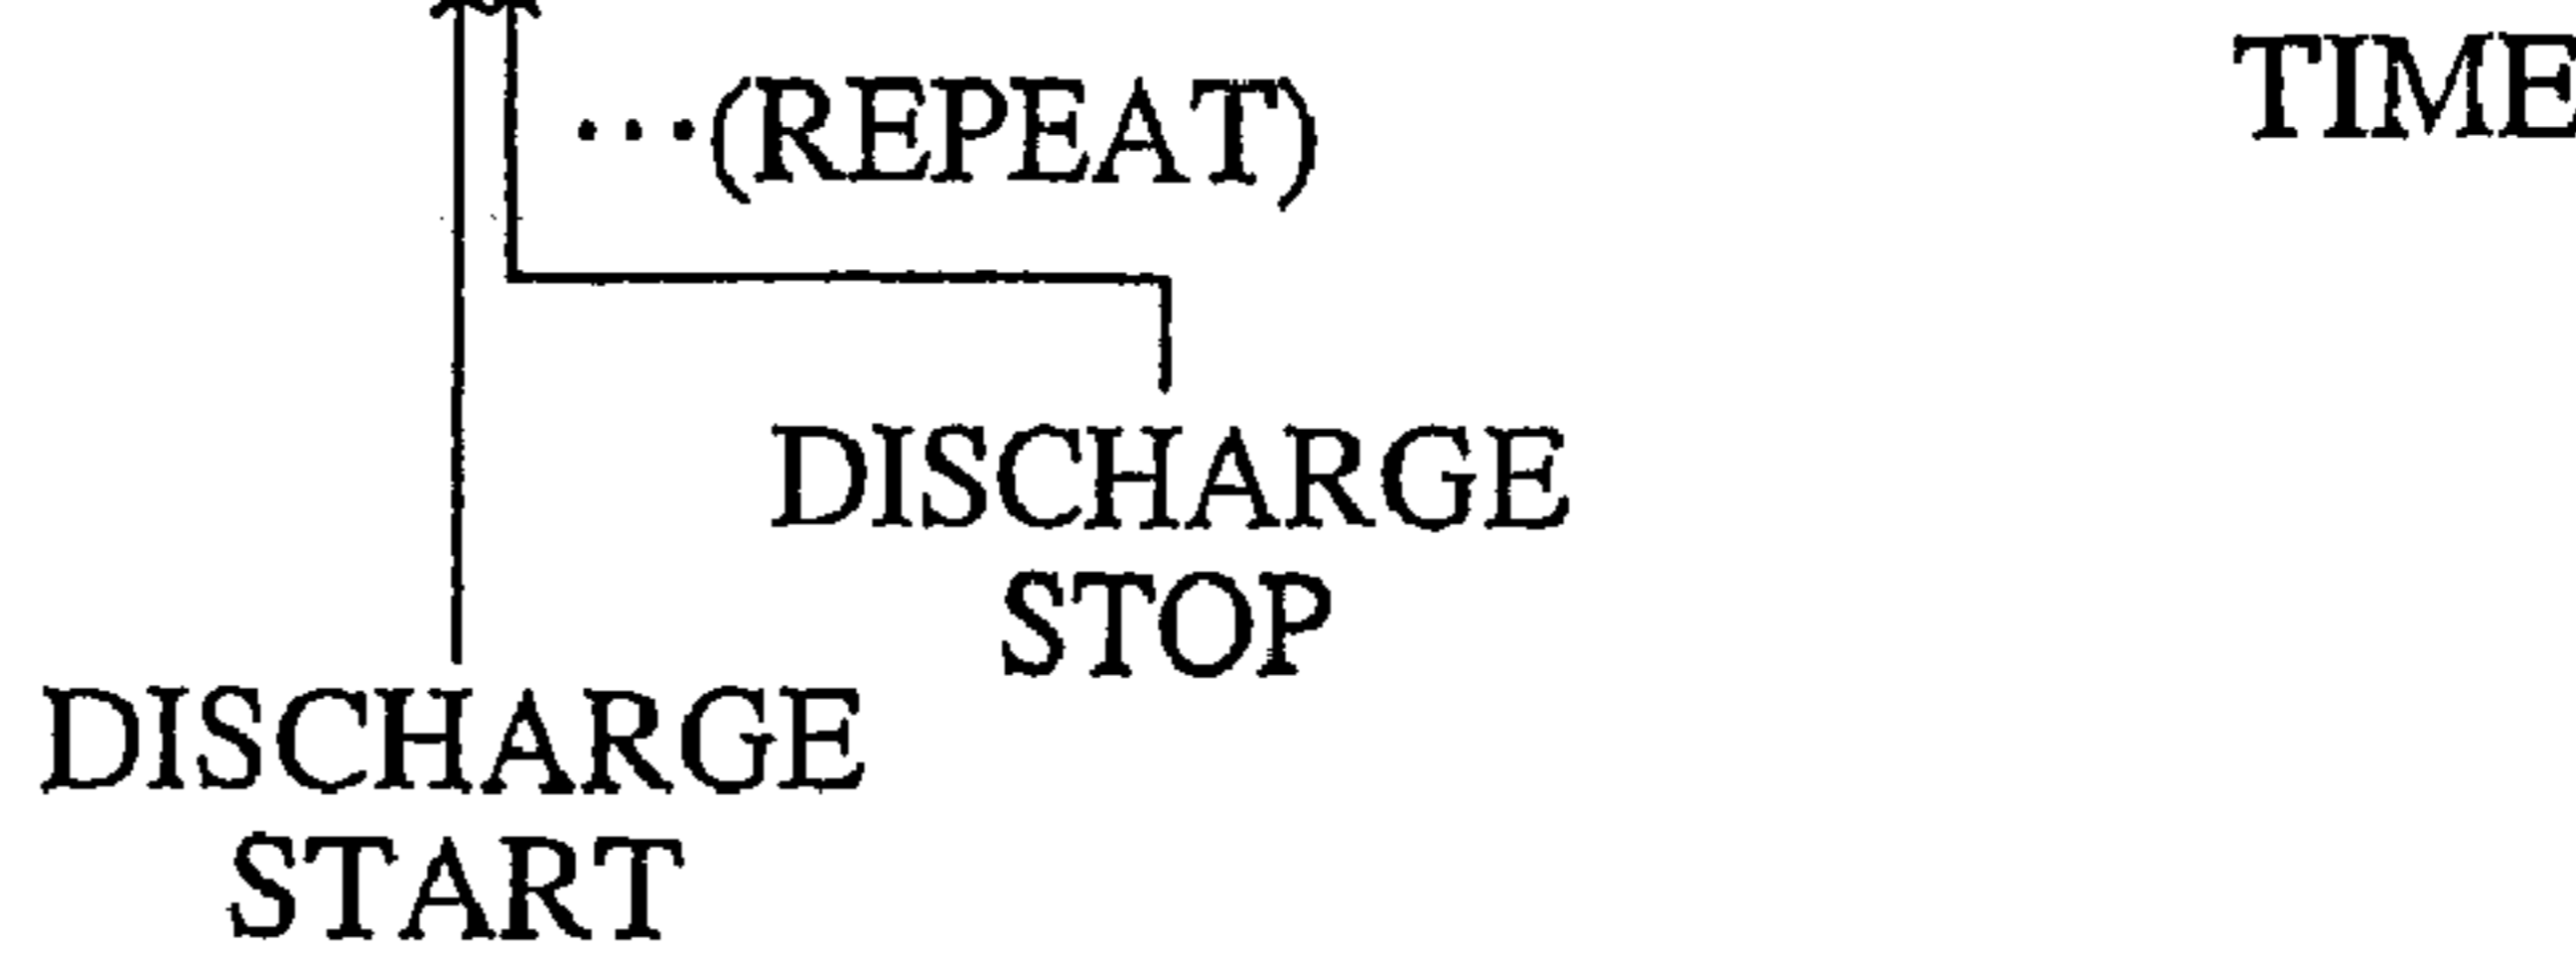 TIME
···(REPEAT)
DISCHARGE
STOP
DISCHARGE
START